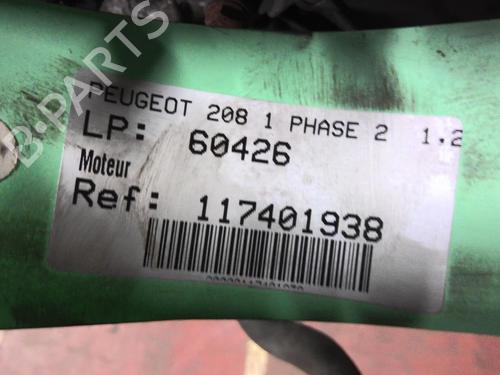 B-PARTS
PEUGEOT 208 1 PHASE 2 1.2
LP: 60426
Moteur
Ref: 117401938